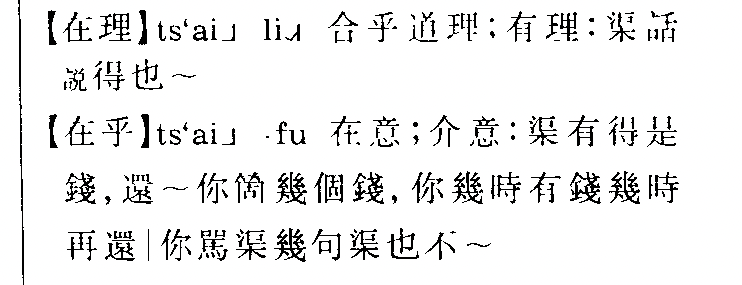 【在理】ts‘ai˩ li˩ 合乎道理；有理：渠話
說得也～
【在乎】ts‘ai˩ ·fu 在意；介意：渠有得是
錢，還～你箇幾個錢，你幾時有錢幾時
再還｜你駡渠幾句渠也不～